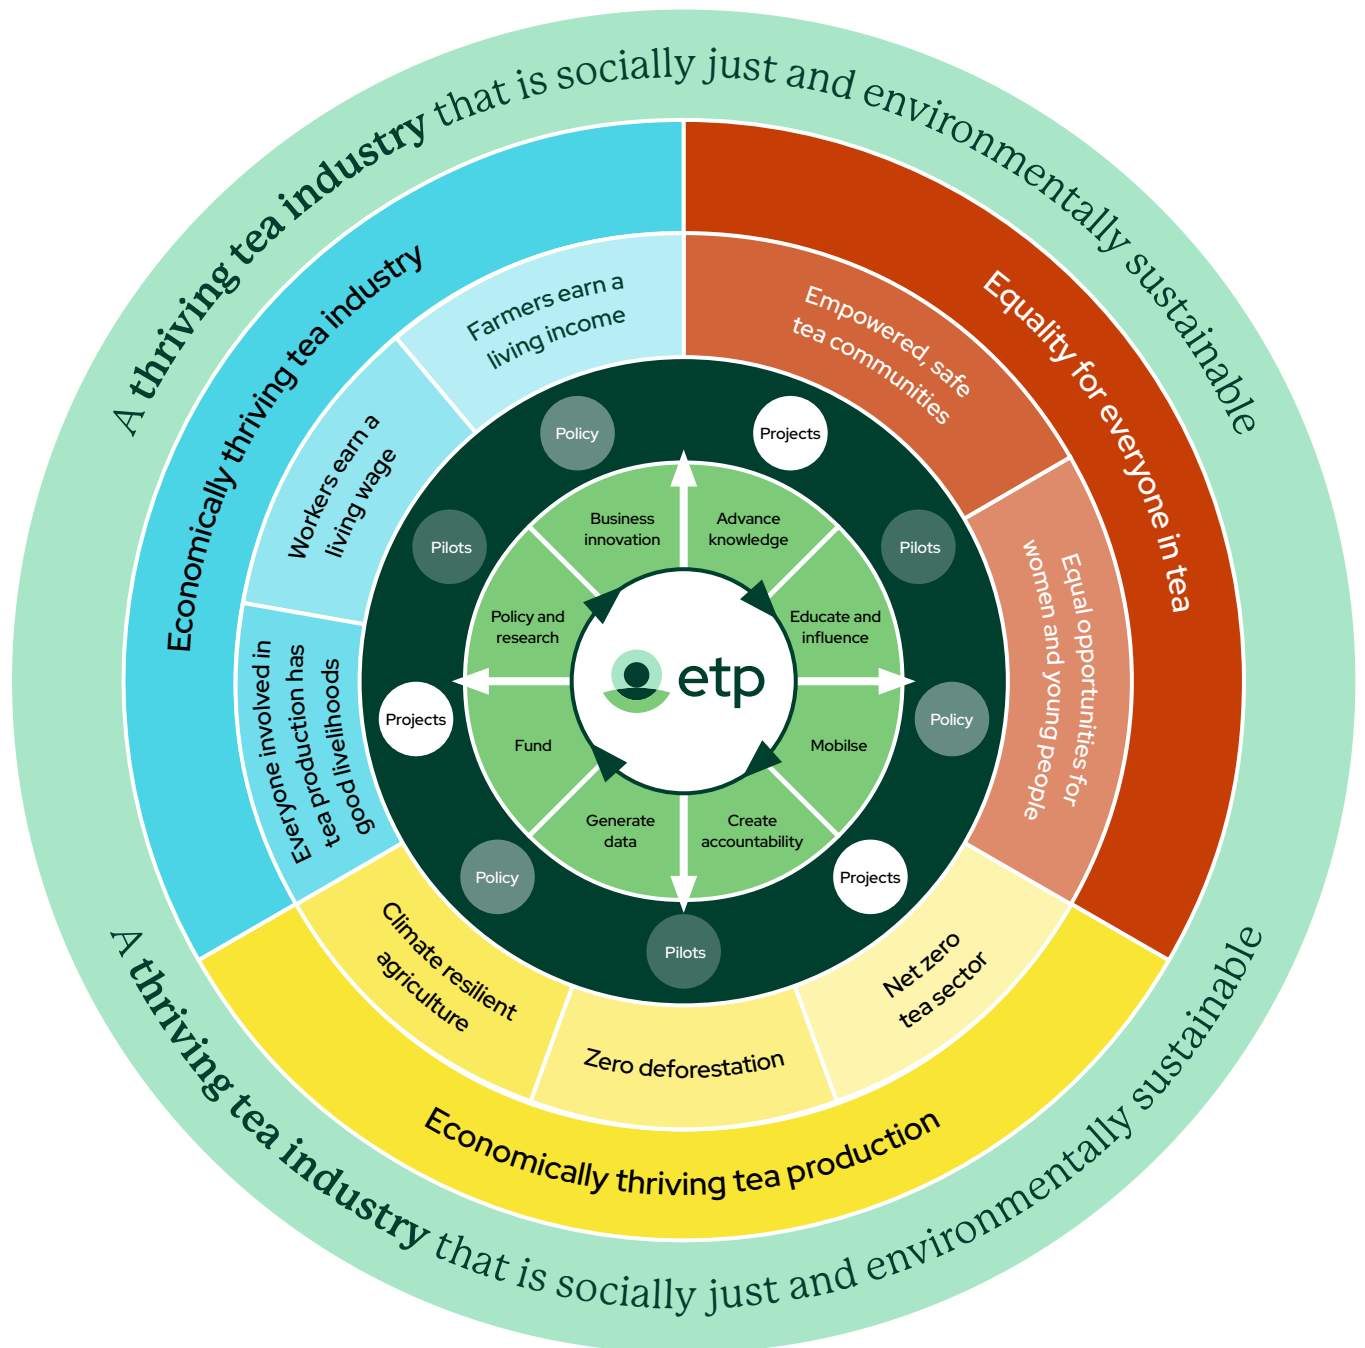 A thriving tea industry that is socially just and environmentally sustainable
Economically thriving tea industry
Equality for everyone in tea
Farmers earn a
living income
Empowered, safe
tea communities
Workers earn a
living wage
Equal opportunities for
women and young people
Everyone involved in
tea production has
good livelihoods
Policy
Projects
Pilots
Pilots
Projects
Policy
Policy
Projects
Pilots
Business
innovation
Advance
knowledge
Policy and
research
Educate and
influence
etp
Fund
Mobilse
Generate
data
Create
accountability
Climate resilient
agriculture
Zero deforestation
Net zero
tea sector
Economically thriving tea production
A thriving tea industry that is socially just and environmentally sustainable